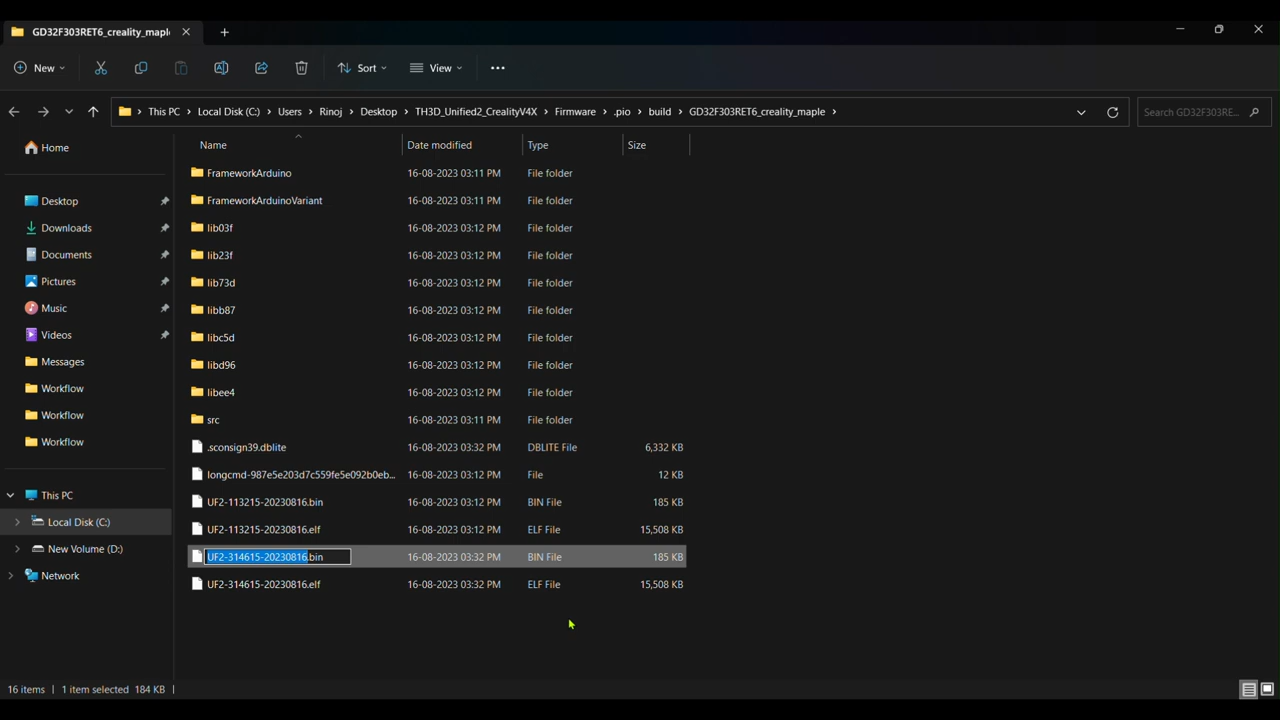 GD32F303RET6_creality_mapl
New Sort View
This PC Local Disk (C:) Users Rinoj Desktop TH3D_Unified2_CrealityV4X Firmware .pio build GD32F303RET6_creality_maple Search GD32F303RE...
Home Name Date modified Type Size
FrameworkArduino 16-08-2023 03:11 PM File folder
Desktop FrameworkArduinoVariant 16-08-2023 03:11 PM File folder
Downloads lib03f 16-08-2023 03:12 PM File folder
Documents lib23f 16-08-2023 03:12 PM File folder
Pictures lib73d 16-08-2023 03:12 PM File folder
Music libb87 16-08-2023 03:12 PM File folder
Videos libc5d 16-08-2023 03:12 PM File folder
Messages libd96 16-08-2023 03:12 PM File folder
Workflow libee4 16-08-2023 03:12 PM File folder
Workflow src 16-08-2023 03:11 PM File folder
Workflow .sconsign39.dblite 16-08-2023 03:32 PM DBLITE File 6,332 KB
longcmd-987e5e203d7c559fe5e092b0eb... 16-08-2023 03:12 PM File 12 KB
This PC UF2-113215-20230816.bin 16-08-2023 03:12 PM BIN File 185 KB
Local Disk (C:) UF2-113215-20230816.elf 16-08-2023 03:12 PM ELF File 15,508 KB
New Volume (D:) UF2-314615-20230816.bin 16-08-2023 03:32 PM BIN File 185 KB
Network UF2-314615-20230816.elf 16-08-2023 03:32 PM ELF File 15,508 KB
16 items 1 item selected 184 KB